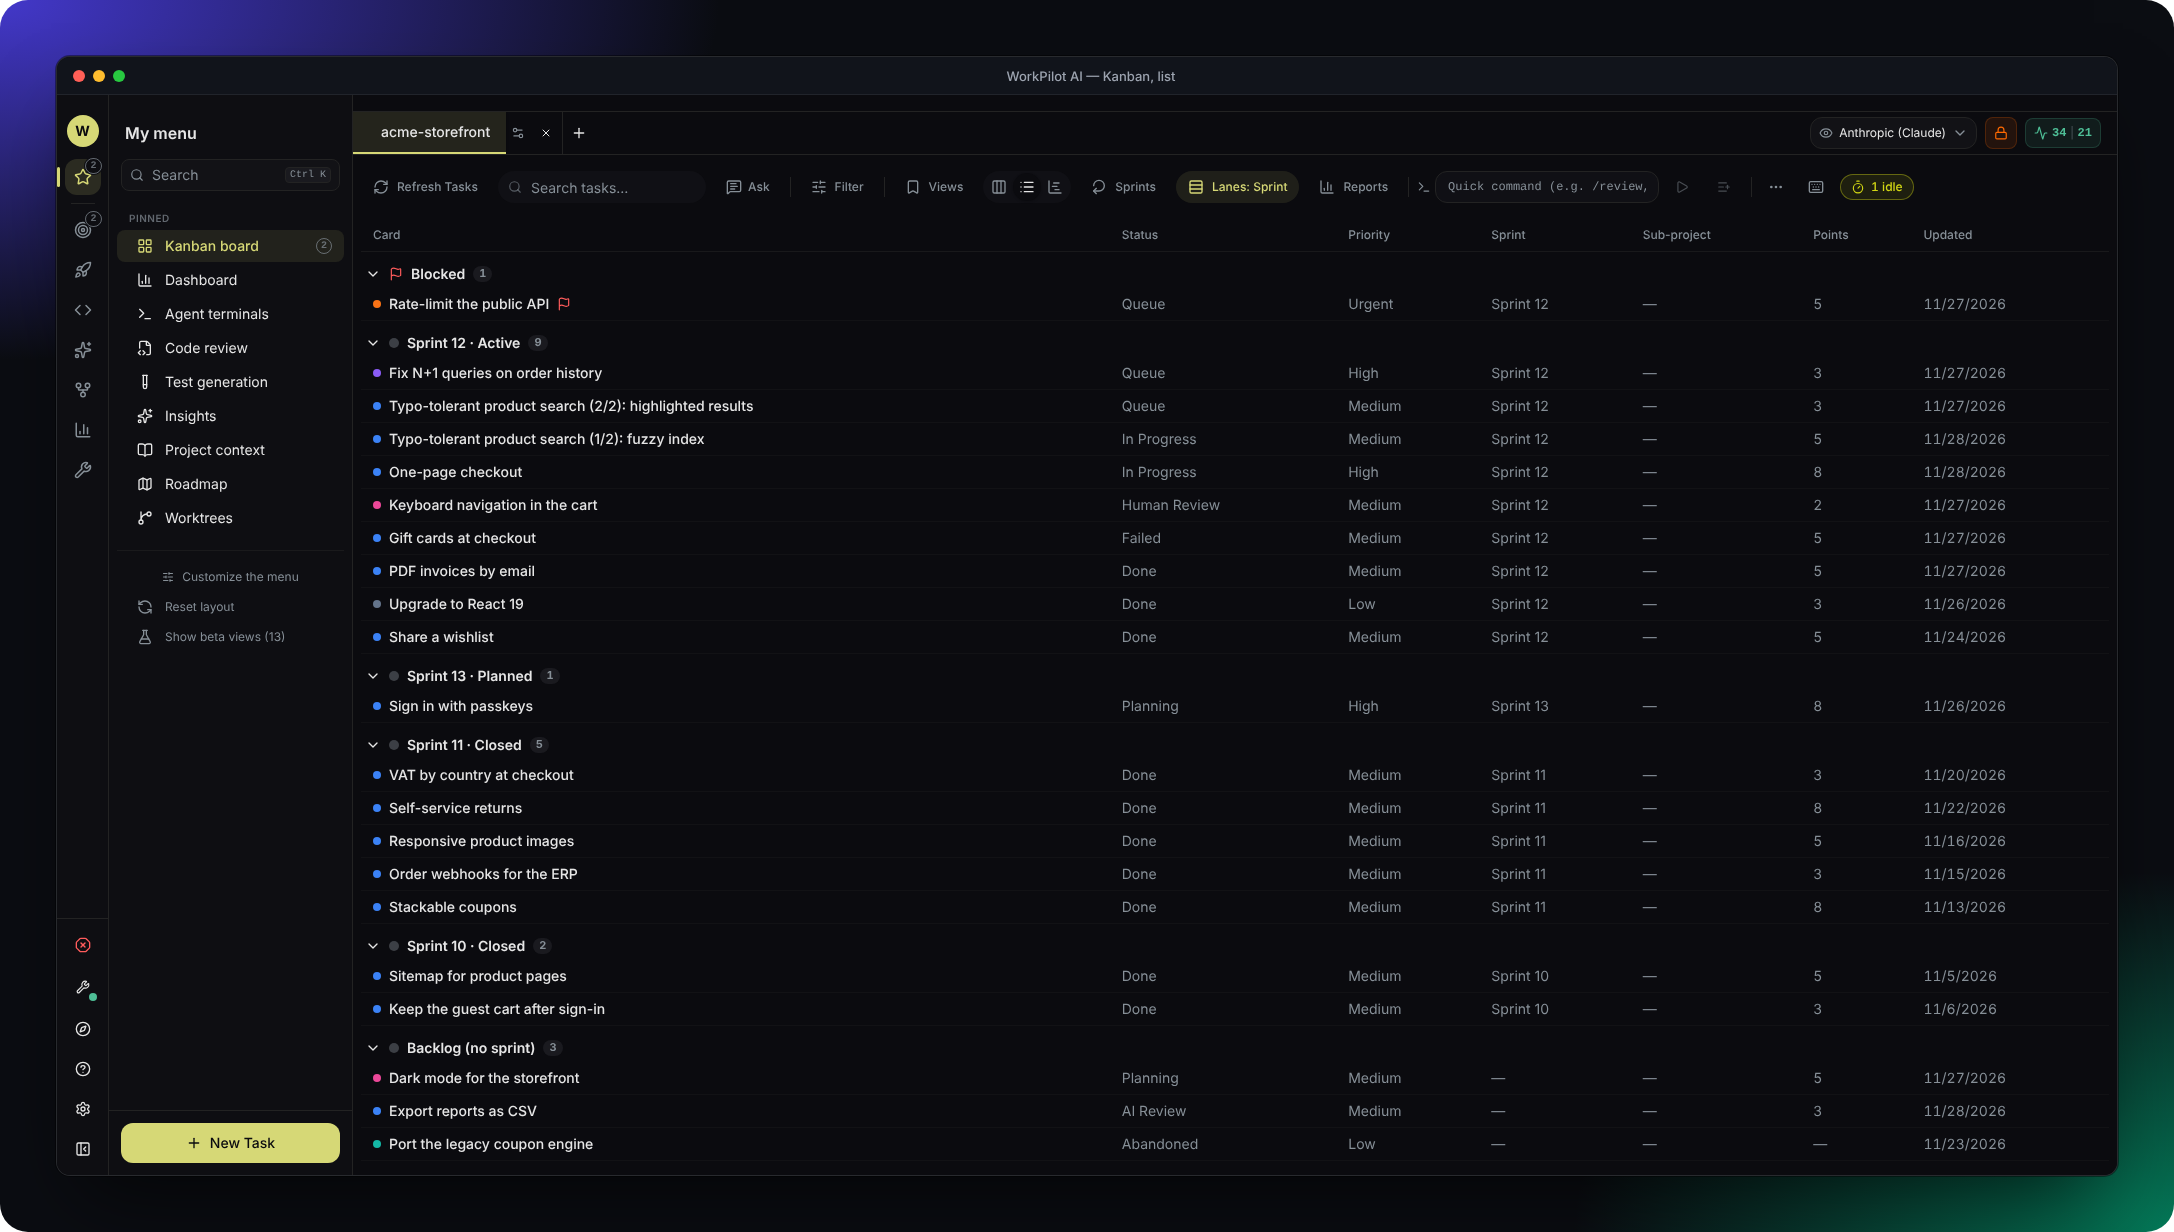 WorkPilot AI — Kanban, list
W
My menu
acme-storefront
Anthropic (Claude)
34 | 21
2
Search
Ctrl K
Refresh Tasks
Search tasks...
Ask
Filter
Views
Sprints
Lanes: Sprint
Reports
Quick command (e.g. /review,
1 idle
2
PINNED
Kanban board 2
Dashboard
Agent terminals
Code review
Test generation
Insights
Project context
Roadmap
Worktrees
Customize the menu
Reset layout
Show beta views (13)
New Task
Card Status Priority Sprint Sub-project Points Updated
Blocked 1
Rate-limit the public API Queue Urgent Sprint 12 — 5 11/27/2026
Sprint 12 · Active 9
Fix N+1 queries on order history Queue High Sprint 12 — 3 11/27/2026
Typo-tolerant product search (2/2): highlighted results Queue Medium Sprint 12 — 3 11/27/2026
Typo-tolerant product search (1/2): fuzzy index In Progress Medium Sprint 12 — 5 11/28/2026
One-page checkout In Progress High Sprint 12 — 8 11/28/2026
Keyboard navigation in the cart Human Review Medium Sprint 12 — 2 11/27/2026
Gift cards at checkout Failed Medium Sprint 12 — 5 11/27/2026
PDF invoices by email Done Medium Sprint 12 — 5 11/27/2026
Upgrade to React 19 Done Low Sprint 12 — 3 11/26/2026
Share a wishlist Done Medium Sprint 12 — 5 11/24/2026
Sprint 13 · Planned 1
Sign in with passkeys Planning High Sprint 13 — 8 11/26/2026
Sprint 11 · Closed 5
VAT by country at checkout Done Medium Sprint 11 — 3 11/20/2026
Self-service returns Done Medium Sprint 11 — 8 11/22/2026
Responsive product images Done Medium Sprint 11 — 5 11/16/2026
Order webhooks for the ERP Done Medium Sprint 11 — 3 11/15/2026
Stackable coupons Done Medium Sprint 11 — 8 11/13/2026
Sprint 10 · Closed 2
Sitemap for product pages Done Medium Sprint 10 — 5 11/5/2026
Keep the guest cart after sign-in Done Medium Sprint 10 — 3 11/6/2026
Backlog (no sprint) 3
Dark mode for the storefront Planning Medium — — 5 11/27/2026
Export reports as CSV AI Review Medium — — 3 11/28/2026
Port the legacy coupon engine Abandoned Low — — — 11/23/2026